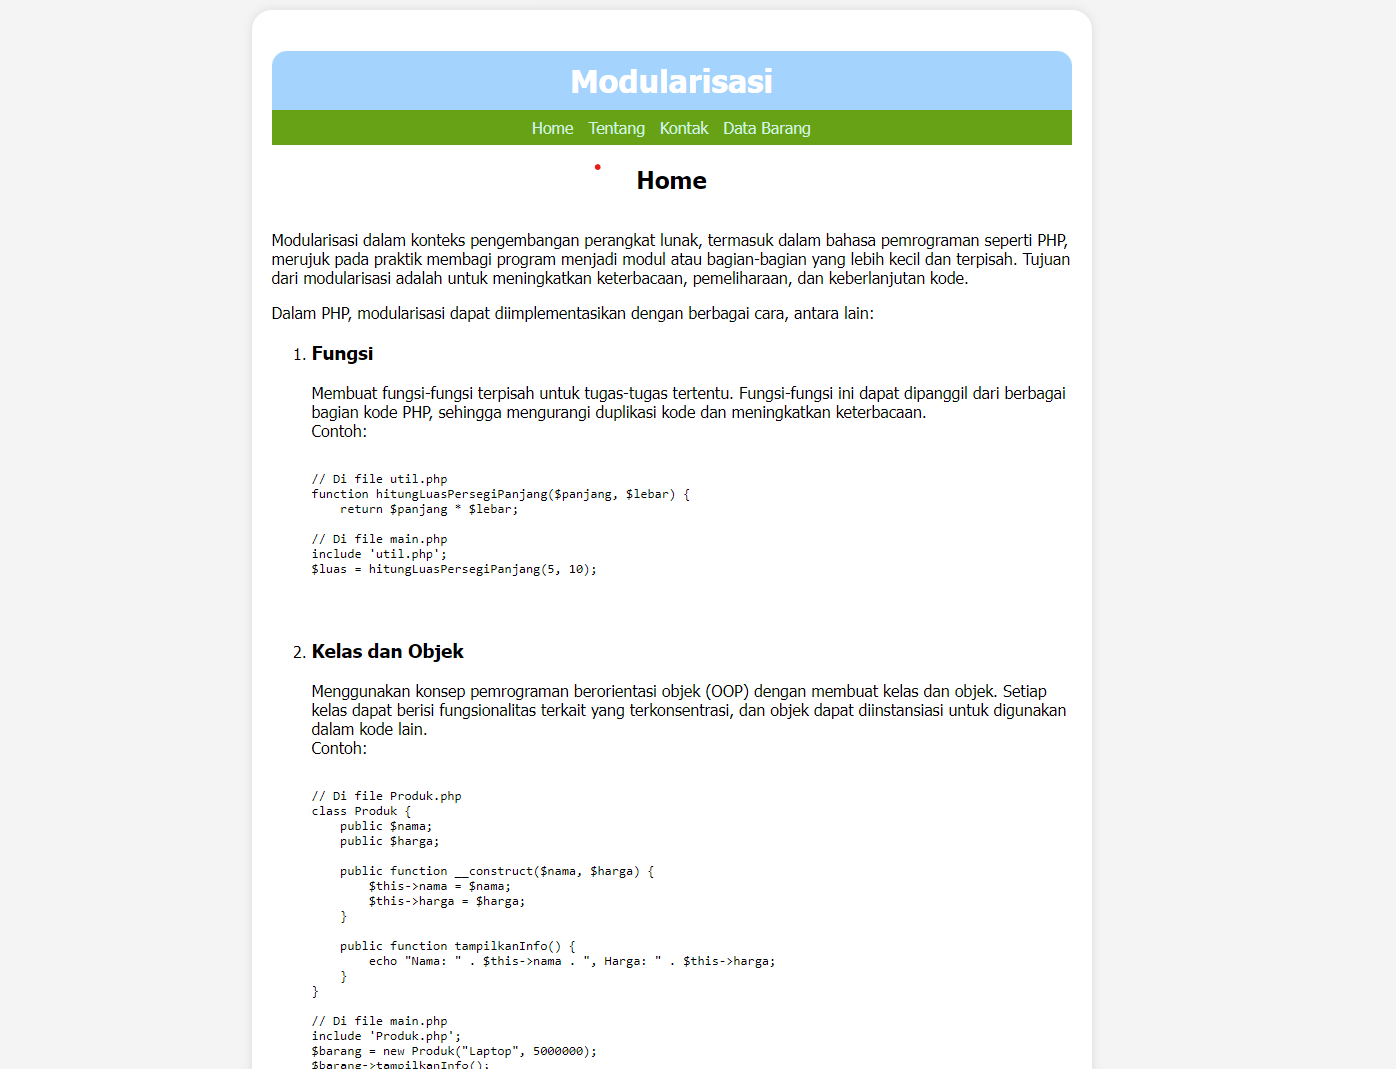 Modularisasi
Home Tentang Kontak Data Barang
Home
Modularisasi dalam konteks pengembangan perangkat lunak, termasuk dalam bahasa pemrograman seperti PHP,
merujuk pada praktik membagi program menjadi modul atau bagian-bagian yang lebih kecil dan terpisah. Tujuan
dari modularisasi adalah untuk meningkatkan keterbacaan, pemeliharaan, dan keberlanjutan kode.
Dalam PHP, modularisasi dapat diimplementasikan dengan berbagai cara, antara lain:
1. Fungsi
Membuat fungsi-fungsi terpisah untuk tugas-tugas tertentu. Fungsi-fungsi ini dapat dipanggil dari berbagai
bagian kode PHP, sehingga mengurangi duplikasi kode dan meningkatkan keterbacaan.
Contoh:
// Di file util.php
function hitungLuasPersegiPanjang($panjang, $lebar) {
    return $panjang * $lebar;
// Di file main.php
include 'util.php';
$luas = hitungLuasPersegiPanjang(5, 10);
2. Kelas dan Objek
Menggunakan konsep pemrograman berorientasi objek (OOP) dengan membuat kelas dan objek. Setiap
kelas dapat berisi fungsionalitas terkait yang terkonsentrasi, dan objek dapat diinstansiasi untuk digunakan
dalam kode lain.
Contoh:
// Di file Produk.php
class Produk {
    public $nama;
    public $harga;
    public function __construct($nama, $harga) {
        $this->nama = $nama;
        $this->harga = $harga;
    }
    public function tampilkanInfo() {
        echo "Nama: " . $this->nama . ", Harga: " . $this->harga;
    }
}
// Di file main.php
include 'Produk.php';
$barang = new Produk("Laptop", 5000000);
$barang->tampilkanInfo();